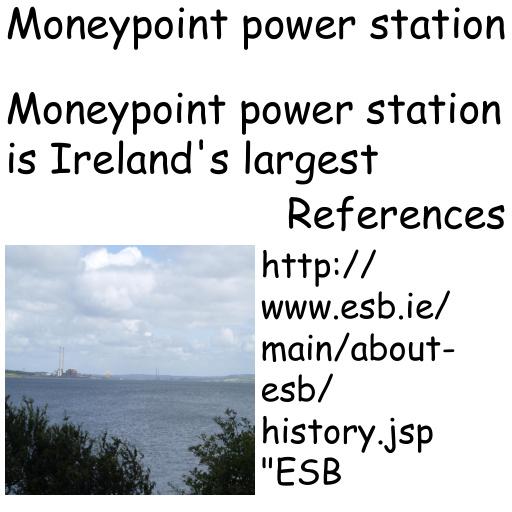 Moneypoint power station
Moneypoint power station
is Ireland's largest
References
http://
www.esb.ie/
main/about-
esb/
history.jsp
"ESB